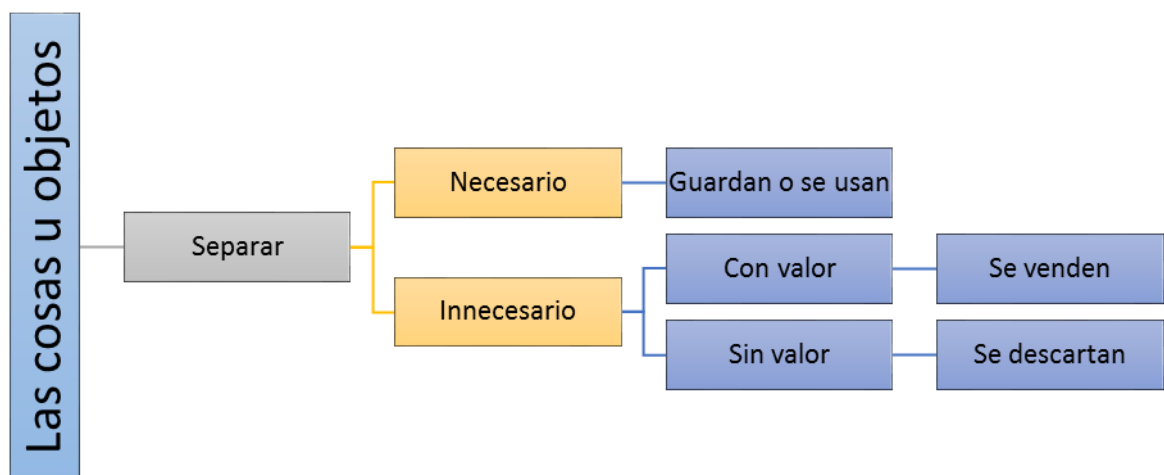 Las cosas u objetos
Separar
Necesario
Guardan o se usan
Innecesario
Con valor
Se venden
Sin valor
Se descartan